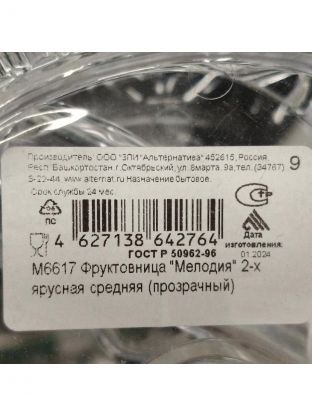 Производитель: ООО "ЗПИ "Альтернатива" 452615, Россия,
Респ. Башкортостан г.Октябрьский, ул. 8марта, 9а, тел.(34767)
5-22-44 www.alternat.ru Назначение:бытовое.
Срок службы 24 мес.
9
ПС
4 627138 642764
Дата
изготовления:
01.2024
ГОСТ Р 50962-96
М6617 Фруктовница "Мелодия" 2-х
ярусная средняя (прозрачный)